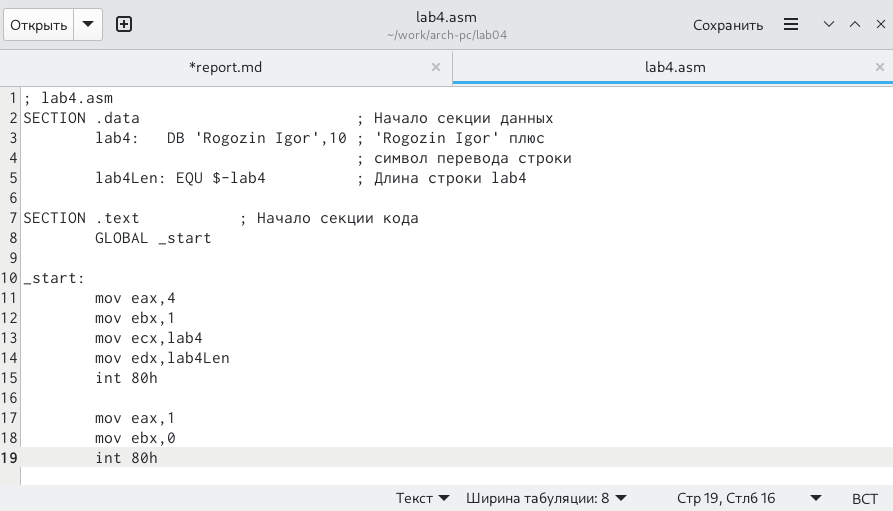 Открыть
lab4.asm
~/work/arch-pc/lab04
Сохранить
*report.md
lab4.asm
1 ; lab4.asm
2 SECTION .data                        ; Начало секции данных
3         lab4:   DB 'Rogozin Igor',10 ; 'Rogozin Igor' плюс
4                                      ; символ перевода строки
5         lab4Len: EQU $-lab4          ; Длина строки lab4
6
7 SECTION .text           ; Начало секции кода
8         GLOBAL _start
9
10 _start:
11         mov eax,4
12         mov ebx,1
13         mov ecx,lab4
14         mov edx,lab4Len
15         int 80h
16
17         mov eax,1
18         mov ebx,0
19         int 80h
Текст Ширина табуляции: 8 Стр 19, Стлб 16 ВСТ